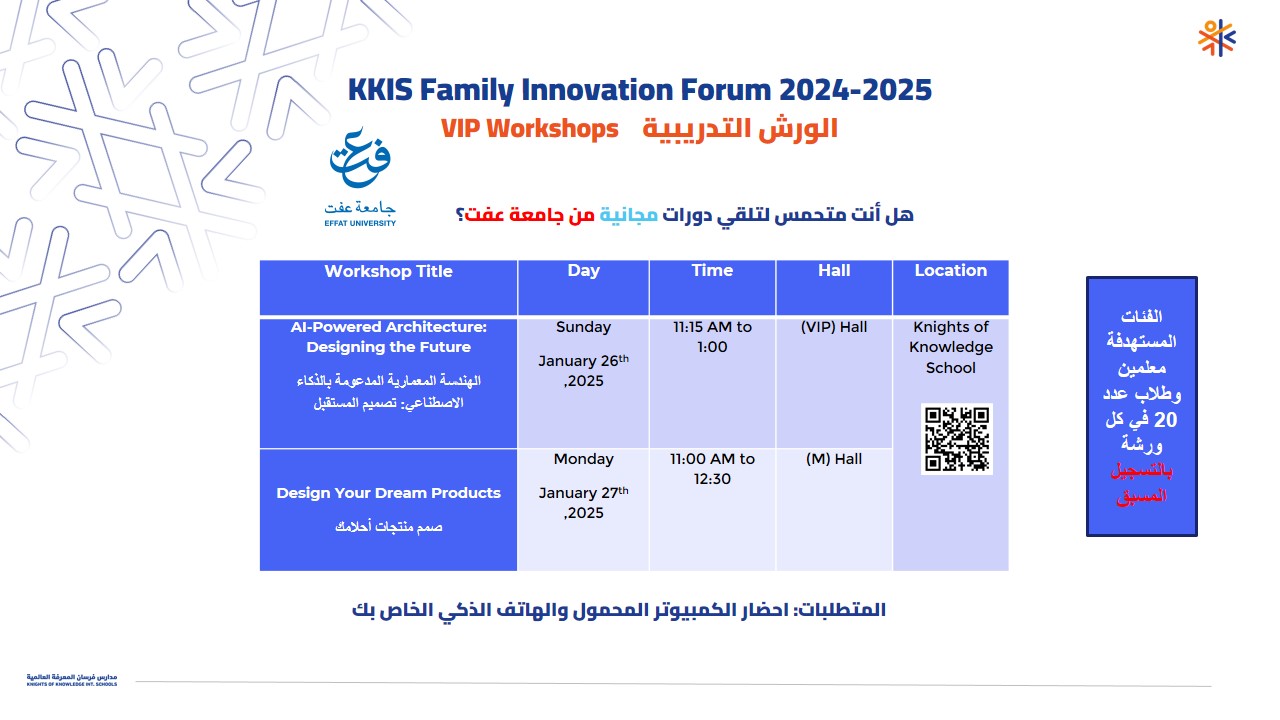 KKIS Family Innovation Forum 2024-2025
VIP Workshops الورش التدريبية
جامعة عفت
EFFAT UNIVERSITY
هل أنت متحمس لتلقي دورات مجانية من جامعة عفت؟
Workshop Title
Day
Time
Hall
Location
AI-Powered Architecture:
Designing the Future
الهندسة المعمارية المدعومة بالذكاء
الاصطناعي: تصميم المستقبل
Sunday
January 26th
,2025
11:15 AM to
1:00
(VIP) Hall
Knights of
Knowledge
School
Design Your Dream Products
صمم منتجات أحلامك
Monday
January 27th
,2025
11:00 AM to
12:30
(M) Hall
الفئات
المستهدفة
معلمين
وطلاب عدد
20 في كل
ورشة
بالتسجيل
المسبق
المتطلبات: احضار الكمبيوتر المحمول والهاتف الذكي الخاص بك
مدارس فرسان المعرفة العالمية
KNIGHTS OF KNOWLEDGE INT. SCHOOLS